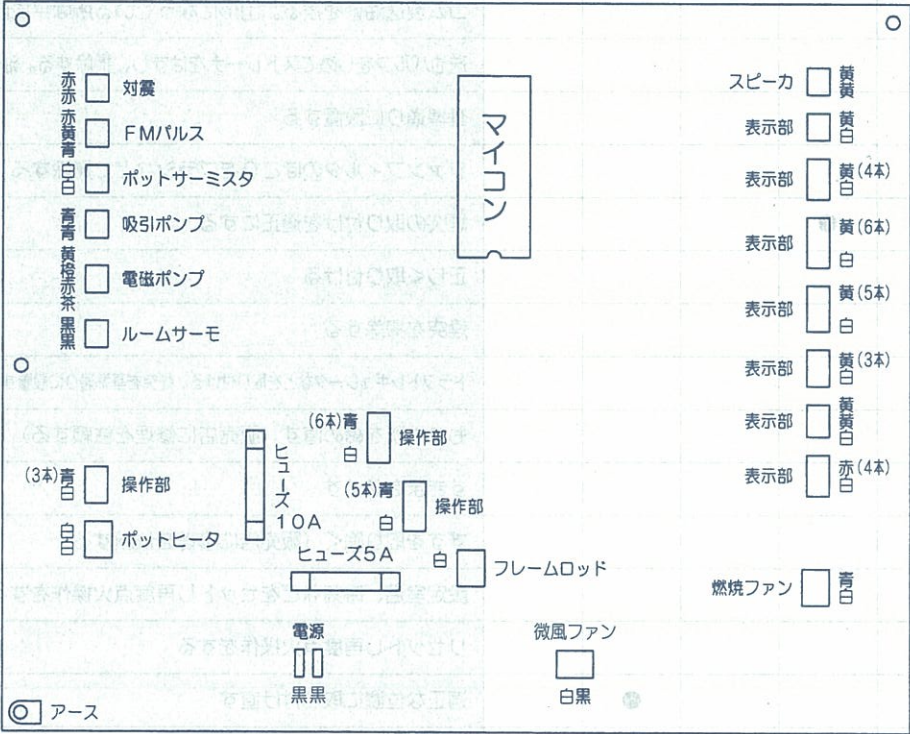 赤赤 対震
赤黄青 FMパルス
白白 ポットサーミスタ
青青 吸引ポンプ
黄橙赤茶 電磁ポンプ
黒黒 ルームサーモ
マイコン
スピーカ 黄黄
表示部 黄白
表示部 黄(4本)白
表示部 黄(6本)白
表示部 黄(5本)白
表示部 黄(3本)白
表示部 黄黄白
表示部 赤(4本)白
(6本)青白 操作部
ヒューズ10A
(5本)青白 操作部
(3本)青白 操作部
白白 ポットヒータ
ヒューズ5A
白 フレームロッド
燃焼ファン 青白
電源
黒黒
微風ファン
白黒
アース